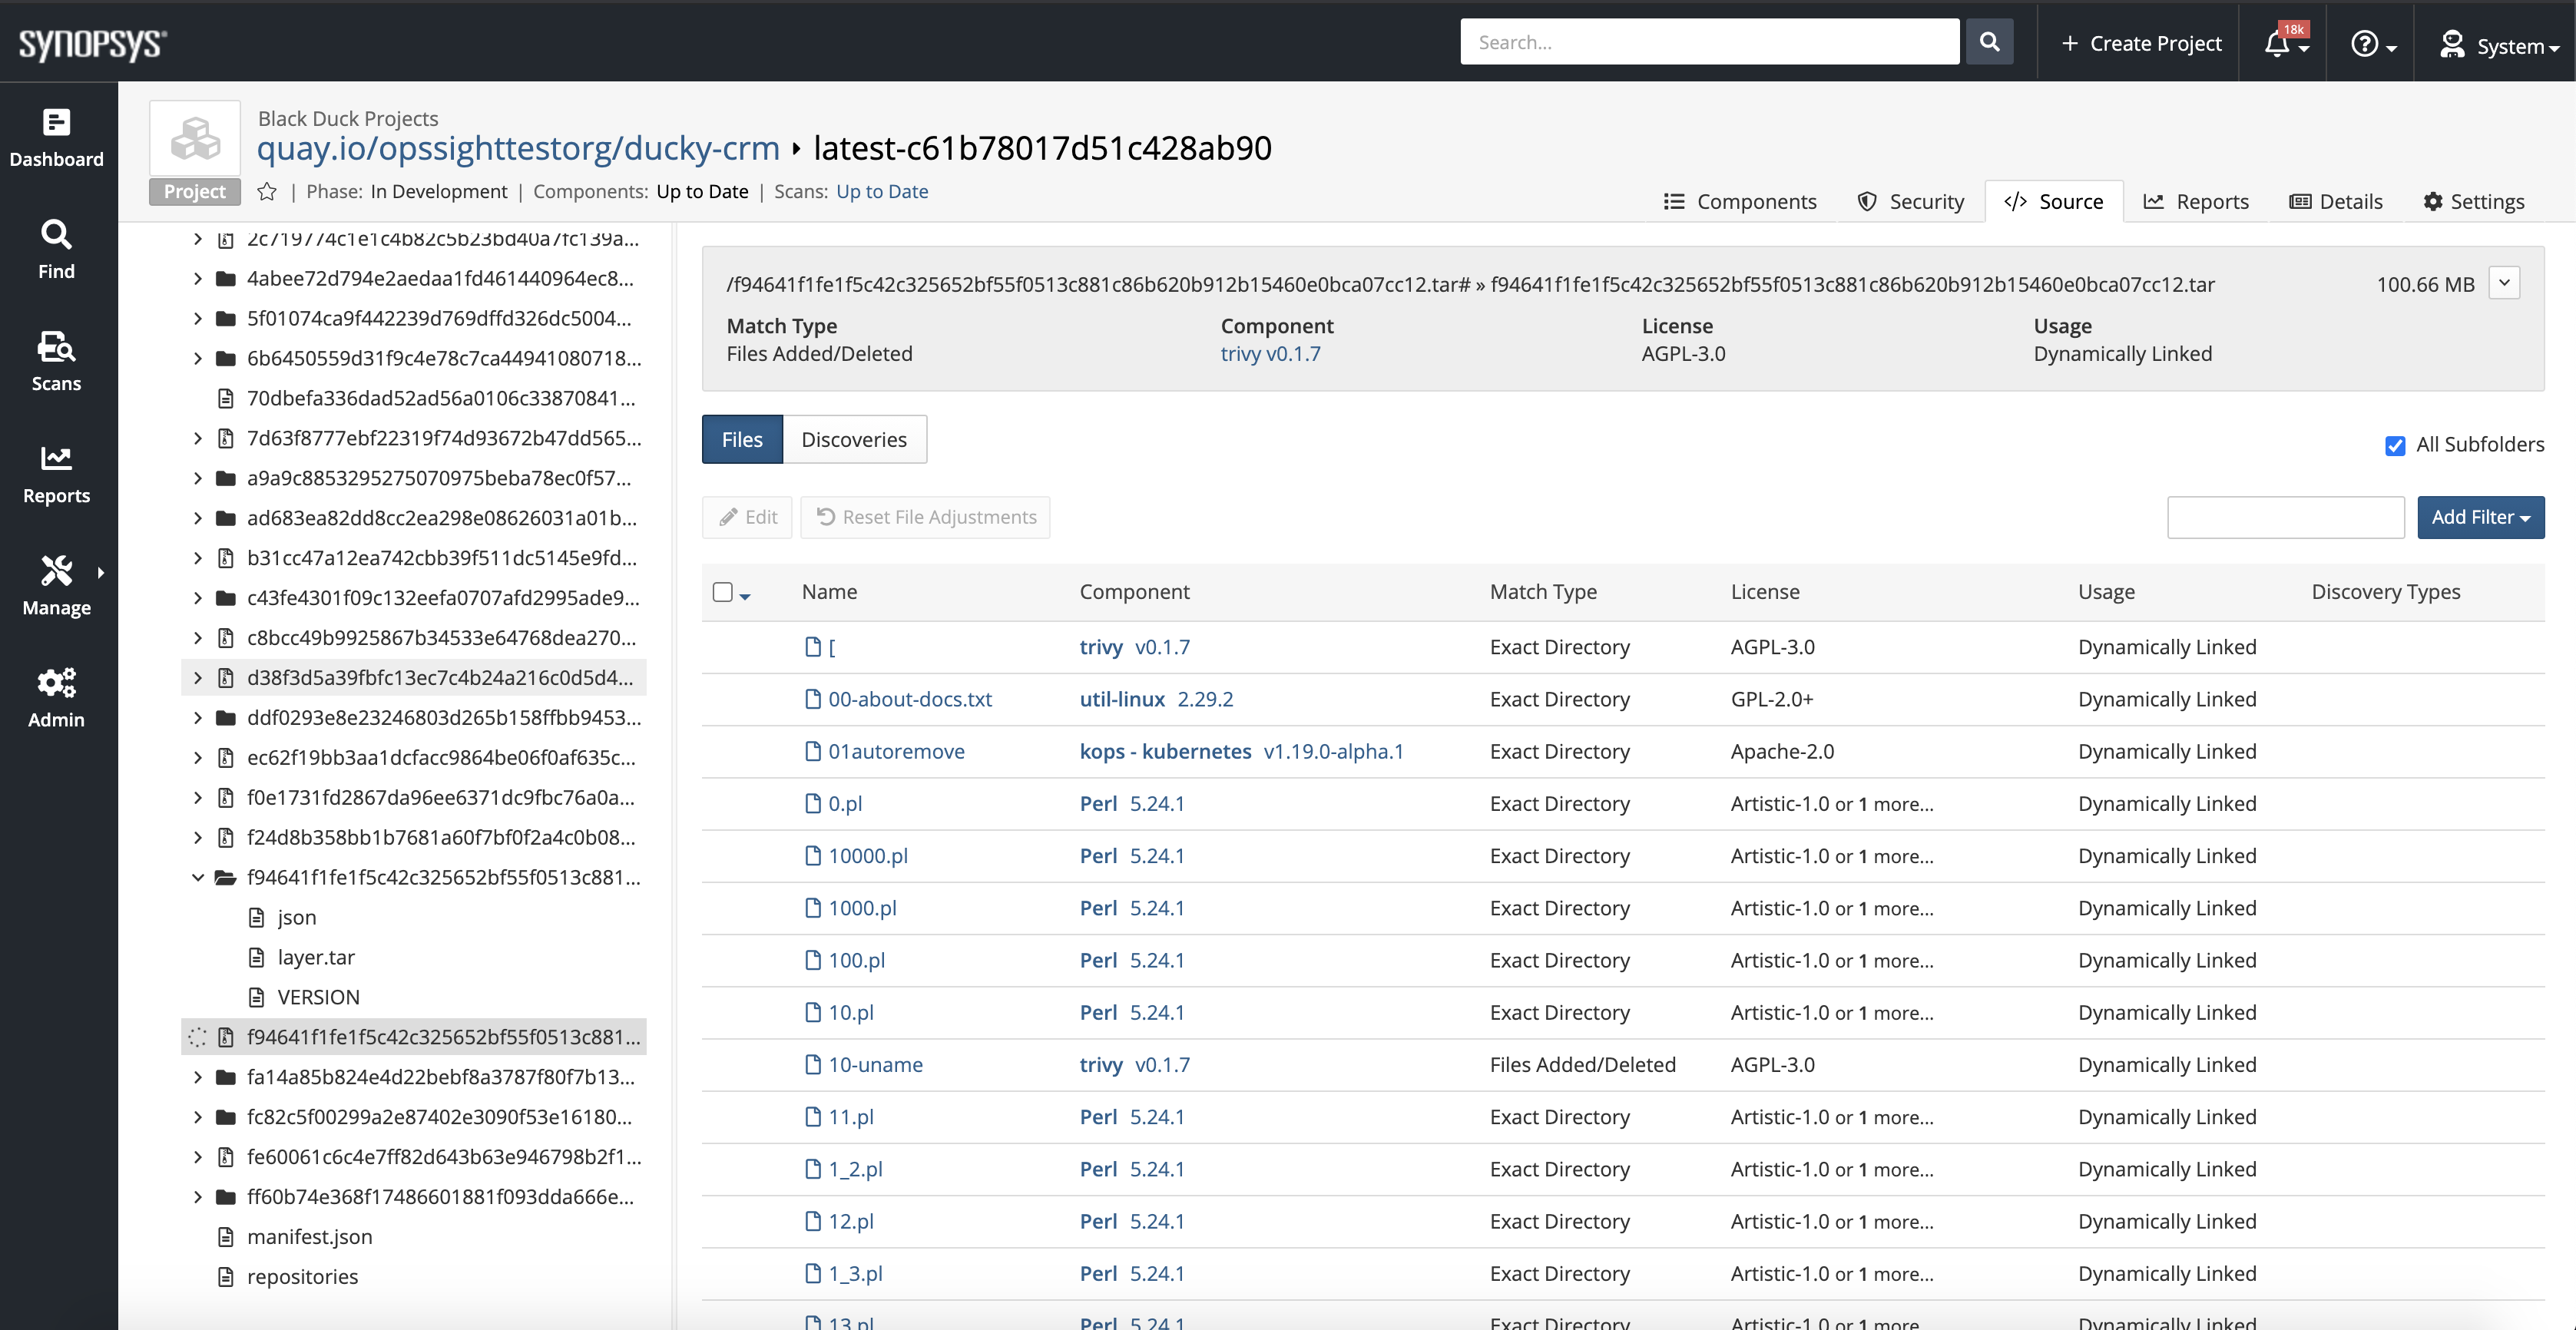 SYNOPSYS®
Search...
+ Create Project
18k
System
Dashboard
Find
Scans
Reports
Manage
Admin
Black Duck Projects
quay.io/opssighttestorg/ducky-crm ▸ latest-c61b78017d51c428ab90
Project | Phase: In Development | Components: Up to Date | Scans: Up to Date
Components Security Source Reports Details Settings
2c719774c1e1c4b82c5b23bd40a7fc139a...
4abee72d794e2aedaa1fd461440964ec8...
5f01074ca9f442239d769dffd326dc5004...
6b6450559d31f9c4e78c7ca44941080718...
70dbefa336dad52ad56a0106c33870841...
7d63f8777ebf22319f74d93672b47dd565...
a9a9c8853295275070975beba78ec0f57...
ad683ea82dd8cc2ea298e08626031a01b...
b31cc47a12ea742cbb39f511dc5145e9fd...
c43fe4301f09c132eefa0707afd2995ade9...
c8bcc49b9925867b34533e64768dea270...
d38f3d5a39fbfc13ec7c4b24a216c0d5d4...
ddf0293e8e23246803d265b158ffbb9453...
ec62f19bb3aa1dcfacc9864be06f0af635c...
f0e1731fd2867da96ee6371dc9fbc76a0a...
f24d8b358bb1b7681a60f7bf0f2a4c0b08...
f94641f1fe1f5c42c325652bf55f0513c881...
json
layer.tar
VERSION
f94641f1fe1f5c42c325652bf55f0513c881...
fa14a85b824e4d22bebf8a3787f80f7b13...
fc82c5f00299a2e87402e3090f53e16180...
fe60061c6c4e7ff82d643b63e946798b2f1...
ff60b74e368f17486601881f093dda666e...
manifest.json
repositories
/f94641f1fe1f5c42c325652bf55f0513c881c86b620b912b15460e0bca07cc12.tar# » f94641f1fe1f5c42c325652bf55f0513c881c86b620b912b15460e0bca07cc12.tar 100.66 MB
Match Type Component License Usage
Files Added/Deleted trivy v0.1.7 AGPL-3.0 Dynamically Linked
Files Discoveries
All Subfolders
Edit Reset File Adjustments
Add Filter
Name Component Match Type License Usage Discovery Types
[ trivy v0.1.7 Exact Directory AGPL-3.0 Dynamically Linked
00-about-docs.txt util-linux 2.29.2 Exact Directory GPL-2.0+ Dynamically Linked
01autoremove kops - kubernetes v1.19.0-alpha.1 Exact Directory Apache-2.0 Dynamically Linked
0.pl Perl 5.24.1 Exact Directory Artistic-1.0 or 1 more... Dynamically Linked
10000.pl Perl 5.24.1 Exact Directory Artistic-1.0 or 1 more... Dynamically Linked
1000.pl Perl 5.24.1 Exact Directory Artistic-1.0 or 1 more... Dynamically Linked
100.pl Perl 5.24.1 Exact Directory Artistic-1.0 or 1 more... Dynamically Linked
10.pl Perl 5.24.1 Exact Directory Artistic-1.0 or 1 more... Dynamically Linked
10-uname trivy v0.1.7 Files Added/Deleted AGPL-3.0 Dynamically Linked
11.pl Perl 5.24.1 Exact Directory Artistic-1.0 or 1 more... Dynamically Linked
1_2.pl Perl 5.24.1 Exact Directory Artistic-1.0 or 1 more... Dynamically Linked
12.pl Perl 5.24.1 Exact Directory Artistic-1.0 or 1 more... Dynamically Linked
1_3.pl Perl 5.24.1 Exact Directory Artistic-1.0 or 1 more... Dynamically Linked
13.pl Perl 5.24.1 Exact Directory Artistic-1.0 or 1 more... Dynamically Linked